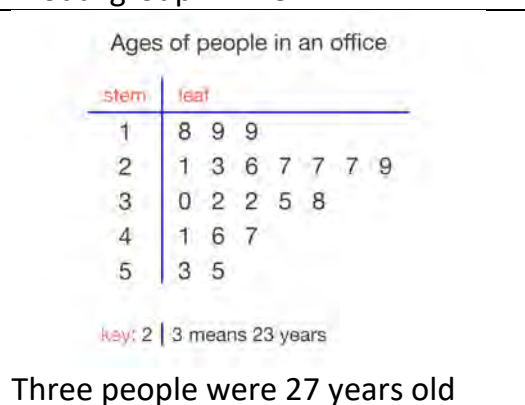 Ages of people in an office
stem leaf
1 8 9 9
2 1 3 6 7 7 7 9
3 0 2 2 5 8
4 1 6 7
5 3 5
key: 2 | 3 means 23 years
Three people were 27 years old